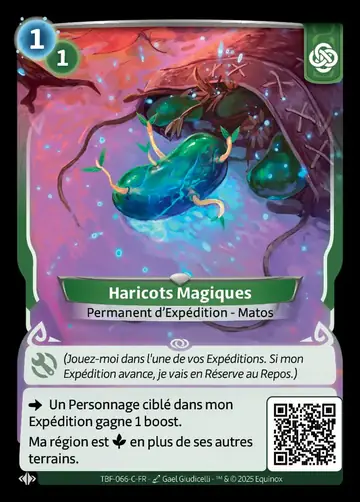 1
1
Haricots Magiques
Permanent d'Expédition - Matos
(Jouez-moi dans l'une de vos Expéditions. Si mon
Expédition avance, je vais en Réserve au Repos.)
Un Personnage ciblé dans mon
Expédition gagne 1 boost.
Ma région est en plus de ses autres
terrains.
TBF-066-C-FR - Gael Giudicelli - ™ & © 2025 Equinox